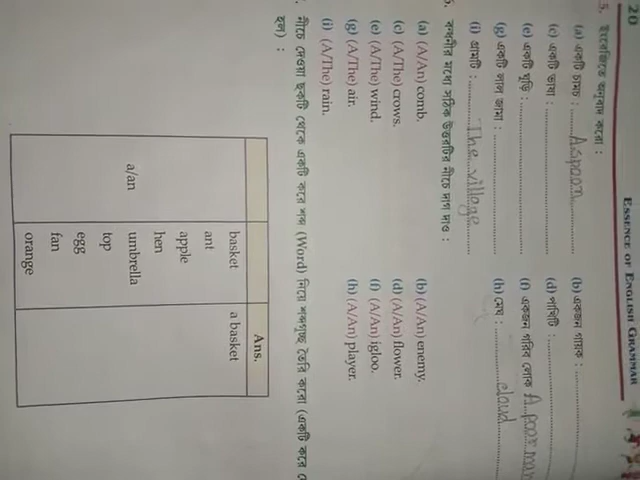 20 ESSENCE OF ENGLISH GRAMMAR
5. ইংরেজিতে অনুবাদ করো :
(a) একটি চামচ : A spoon (b) একজন গায়ক :
(c) একটি ভাষা : (d) পাখিটি :
(e) একটি ঘুড়ি : (f) একজন গরিব লোক A poor man
(g) একটি লাল জামা : (h) মেঘ : cloud
(i) গ্রামটি : The village
6. বন্ধনীর মধ্যে সঠিক উত্তরটির নীচে দাগ দাও :
(a) (A/An) comb. (b) (A/An) enemy.
(c) (A/The) crows. (d) (A/An) flower.
(e) (A/The) wind. (f) (A/An) igloo.
(g) (A/The) air. (h) (A/An) player.
(i) (A/The) rain.
নীচে দেওয়া ছকটি থেকে একটি করে শব্দ (Word) নিয়ে শব্দগুচ্ছ তৈরি করো (একটি করে
হল) :
Ans.
basket a basket
ant
apple
hen
a/an umbrella
top
egg
fan
orange